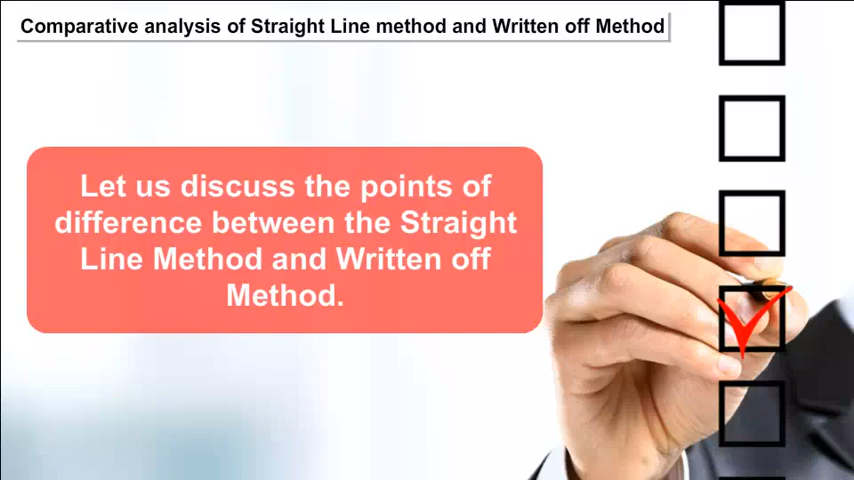 Comparative analysis of Straight Line method and Written off Method
Let us discuss the points of
difference between the Straight
Line Method and Written off
Method.